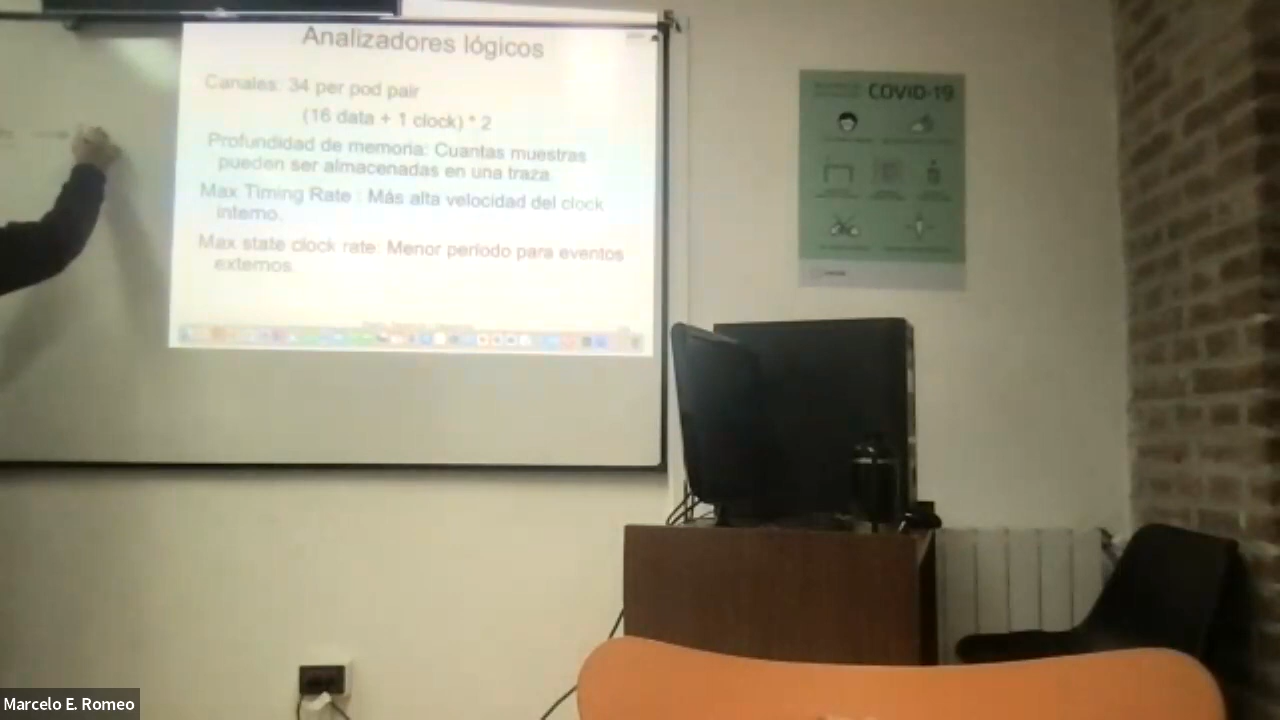 Analizadores lógicos
Canales: 34 per pod pair
(16 data + 1 clock) * 2
Profundidad de memoria: Cuantas muestras
pueden ser almacenadas en una traza.
Max Timing Rate : Más alta velocidad del clock
interno.
Max state clock rate: Menor período para eventos
externos.
COVID-19
Marcelo E. Romeo